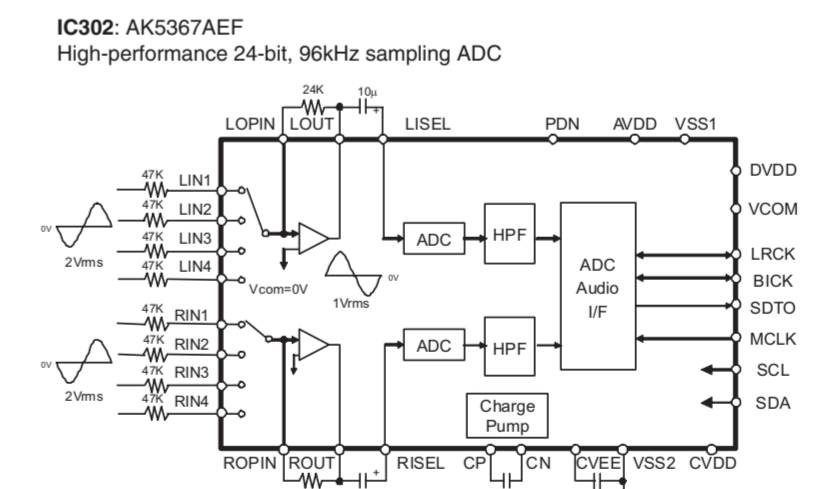 IC302: AK5367AEF
High-performance 24-bit, 96kHz sampling ADC
24K
10μ
+
LOPIN LOUT LISEL PDN AVDD VSS1
47K LIN1
47K LIN2
47K LIN3
47K LIN4
0V
2Vrms
Vcom=0V
0V
1Vrms
ADC
HPF
ADC
Audio
I/F
DVDD
VCOM
LRCK
BICK
SDTO
MCLK
SCL
SDA
47K RIN1
47K RIN2
47K RIN3
47K RIN4
0V
2Vrms
ADC
HPF
Charge
Pump
ROPIN ROUT RISEL CP CN CVEE VSS2 CVDD
+